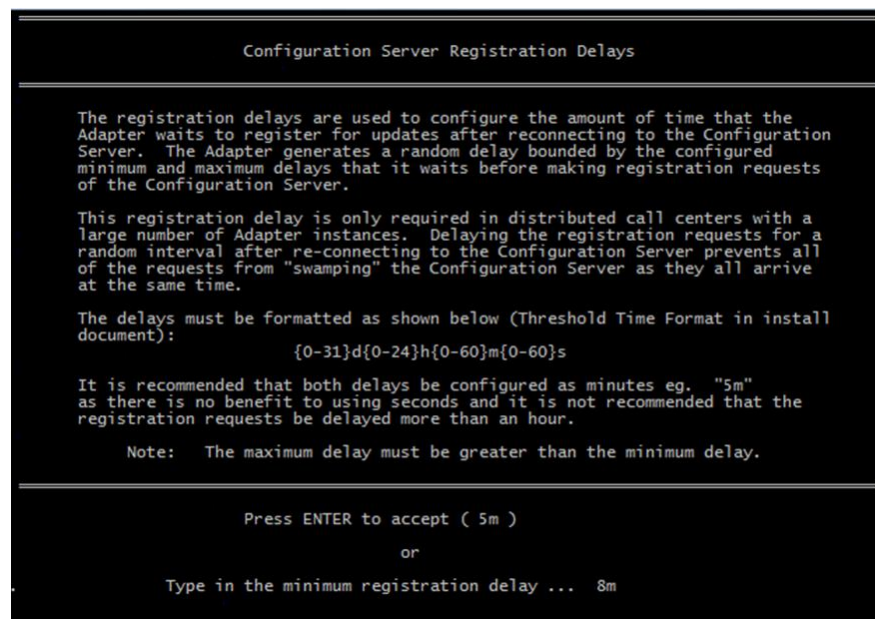 Configuration Server Registration Delays
The registration delays are used to configure the amount of time that the
Adapter waits to register for updates after reconnecting to the Configuration
Server.  The Adapter generates a random delay bounded by the configured
minimum and maximum delays that it waits before making registration requests
of the Configuration Server.
This registration delay is only required in distributed call centers with a
large number of Adapter instances.  Delaying the registration requests for a
random interval after re-connecting to the Configuration Server prevents all
of the requests from "swamping" the Configuration Server as they all arrive
at the same time.
The delays must be formatted as shown below (Threshold Time Format in install
document):
{0-31}d{0-24}h{0-60}m{0-60}s
It is recommended that both delays be configured as minutes eg.  "5m"
as there is no benefit to using seconds and it is not recommended that the
registration requests be delayed more than an hour.
Note:   The maximum delay must be greater than the minimum delay.
Press ENTER to accept ( 5m )
or
Type in the minimum registration delay ...  8m